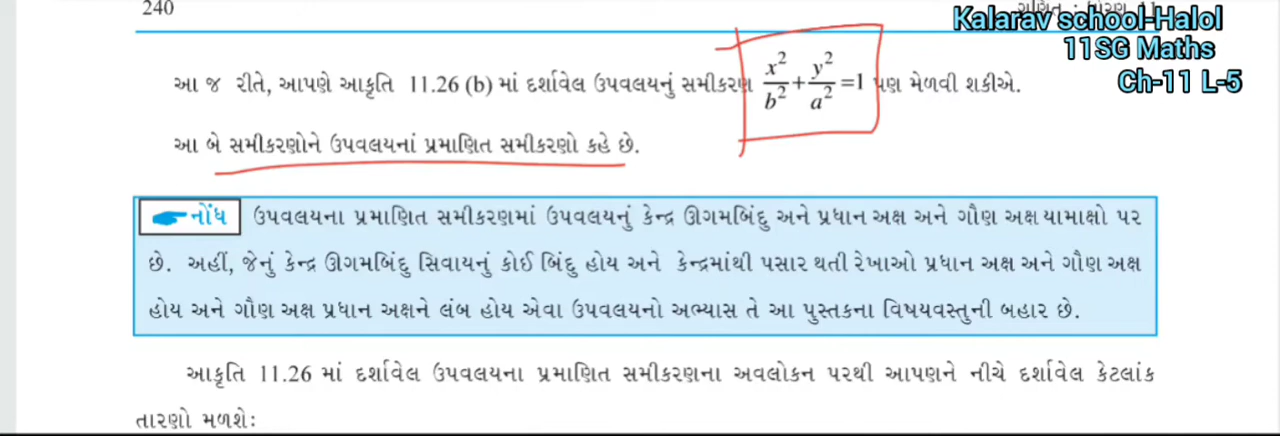 240
Kalarav school-Halol
11SG Maths
Ch-11 L-5
આ જ રીતે, આપણે આકૃતિ 11.26 (b) માં દર્શાવેલ ઉપવલયનું સમીકરણ x²/b² + y²/a² =1 પણ મેળવી શકીએ.
આ બે સમીકરણોને ઉપવલયનાં પ્રમાણિત સમીકરણો કહે છે.
નોંધ ઉપવલયના પ્રમાણિત સમીકરણમાં ઉપવલયનું કેન્દ્ર ઊગમબિંદુ અને પ્રધાન અક્ષ અને ગૌણ અક્ષ યામાક્ષો પર
છે. અહીં, જેનું કેન્દ્ર ઊગમબિંદુ સિવાયનું કોઈ બિંદુ હોય અને કેન્દ્રમાંથી પસાર થતી રેખાઓ પ્રધાન અક્ષ અને ગૌણ અક્ષ
હોય અને ગૌણ અક્ષ પ્રધાન અક્ષને લંબ હોય એવા ઉપવલયનો અભ્યાસ તે આ પુસ્તકના વિષયવસ્તુની બહાર છે.
આકૃતિ 11.26 માં દર્શાવેલ ઉપવલયના પ્રમાણિત સમીકરણના અવલોકન પરથી આપણને નીચે દર્શાવેલ કેટલાંક
તારણો મળશે: